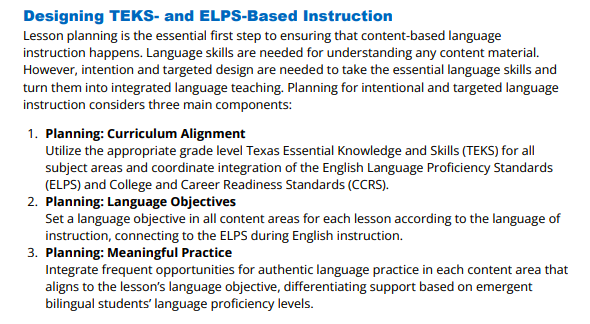 Designing TEKS- and ELPS-Based Instruction
Lesson planning is the essential first step to ensuring that content-based language
instruction happens. Language skills are needed for understanding any content material.
However, intention and targeted design are needed to take the essential language skills and
turn them into integrated language teaching. Planning for intentional and targeted language
instruction considers three main components:
1. Planning: Curriculum Alignment
Utilize the appropriate grade level Texas Essential Knowledge and Skills (TEKS) for all
subject areas and coordinate integration of the English Language Proficiency Standards
(ELPS) and College and Career Readiness Standards (CCRS).
2. Planning: Language Objectives
Set a language objective in all content areas for each lesson according to the language of
instruction, connecting to the ELPS during English instruction.
3. Planning: Meaningful Practice
Integrate frequent opportunities for authentic language practice in each content area that
aligns to the lesson's language objective, differentiating support based on emergent
bilingual students' language proficiency levels.